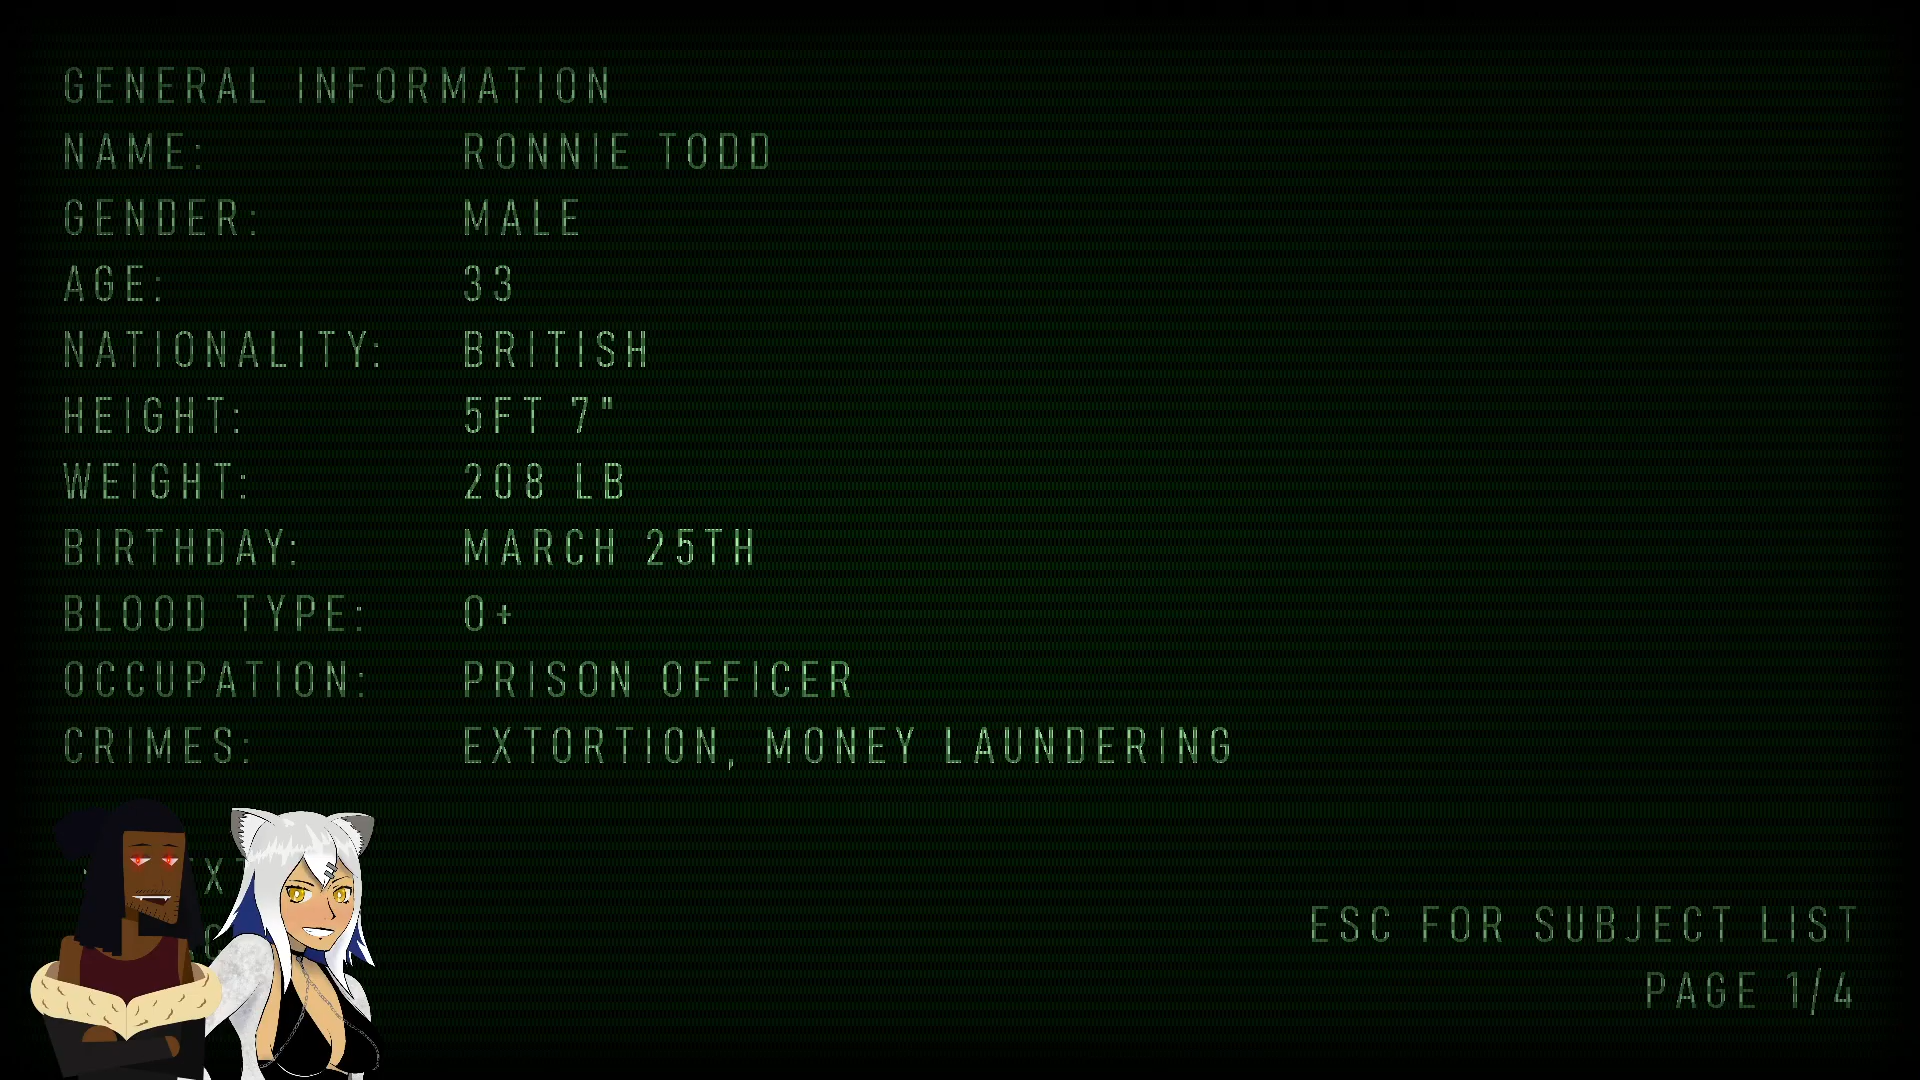 GENERAL INFORMATION
NAME: RONNIE TODD
GENDER: MALE
AGE: 33
NATIONALITY: BRITISH
HEIGHT: 5FT 7"
WEIGHT: 208 LB
BIRTHDAY: MARCH 25TH
BLOOD TYPE: O+
OCCUPATION: PRISON OFFICER
CRIMES: EXTORTION, MONEY LAUNDERING
ESC FOR SUBJECT LIST
PAGE 1/4